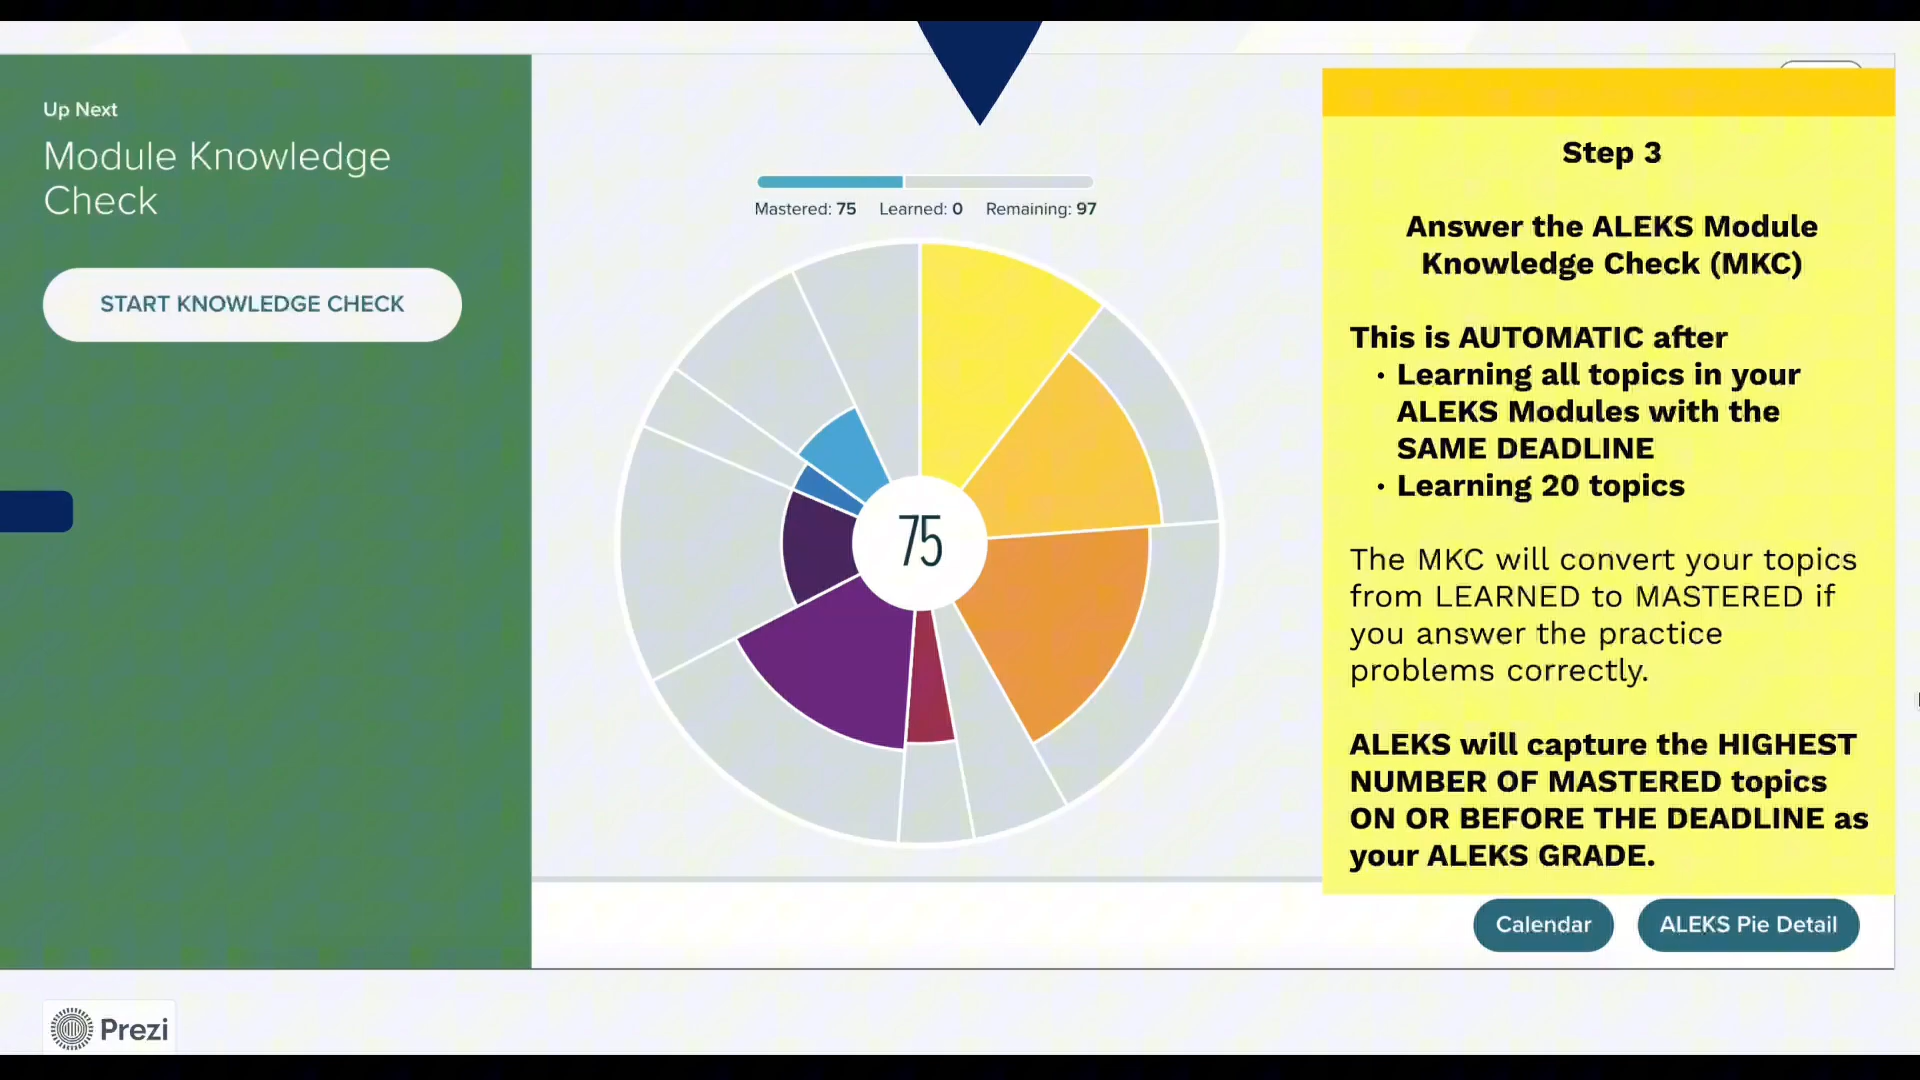 Up Next
Module Knowledge
Check
START KNOWLEDGE CHECK
Mastered: 75 Learned: 0 Remaining: 97
75
Step 3
Answer the ALEKS Module
Knowledge Check (MKC)
This is AUTOMATIC after
• Learning all topics in your
ALEKS Modules with the
SAME DEADLINE
• Learning 20 topics
The MKC will convert your topics
from LEARNED to MASTERED if
you answer the practice
problems correctly.
ALEKS will capture the HIGHEST
NUMBER OF MASTERED topics
ON OR BEFORE THE DEADLINE as
your ALEKS GRADE.
Calendar
ALEKS Pie Detail
Prezi